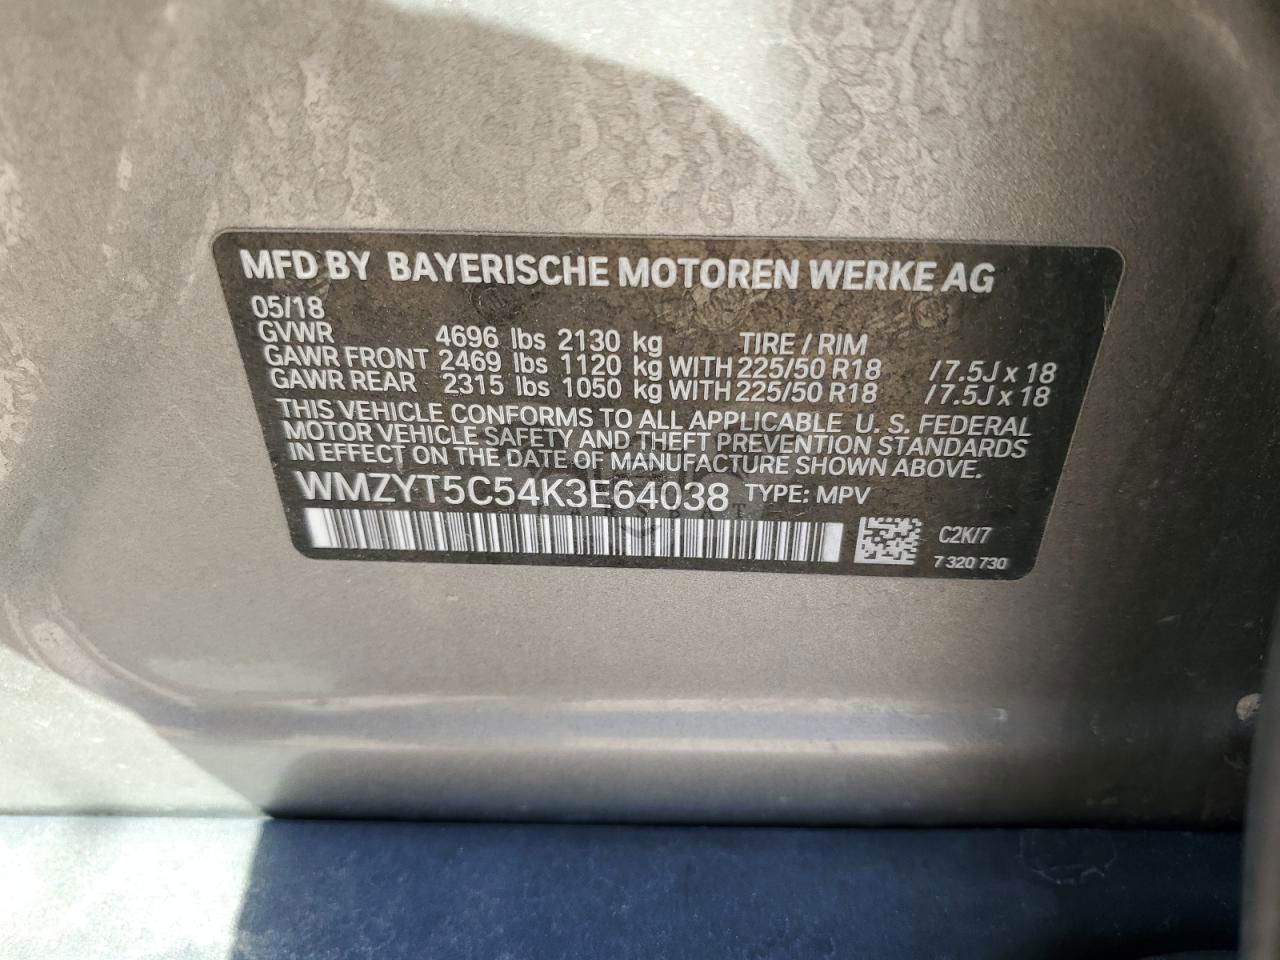 MFD BY BAYERISCHE MOTOREN WERKE AG
05/18
GVWR 4696 lbs 2130 kg TIRE / RIM
GAWR FRONT 2469 lbs 1120 kg WITH 225/50 R18 /7.5J x 18
GAWR REAR 2315 lbs 1050 kg WITH 225/50 R18 /7.5J x 18
THIS VEHICLE CONFORMS TO ALL APPLICABLE U. S. FEDERAL
MOTOR VEHICLE SAFETY AND THEFT PREVENTION STANDARDS
IN EFFECT ON THE DATE OF MANUFACTURE SHOWN ABOVE.
WMZYT5C54K3E64038 TYPE: MPV
C2K/7
7 320 730